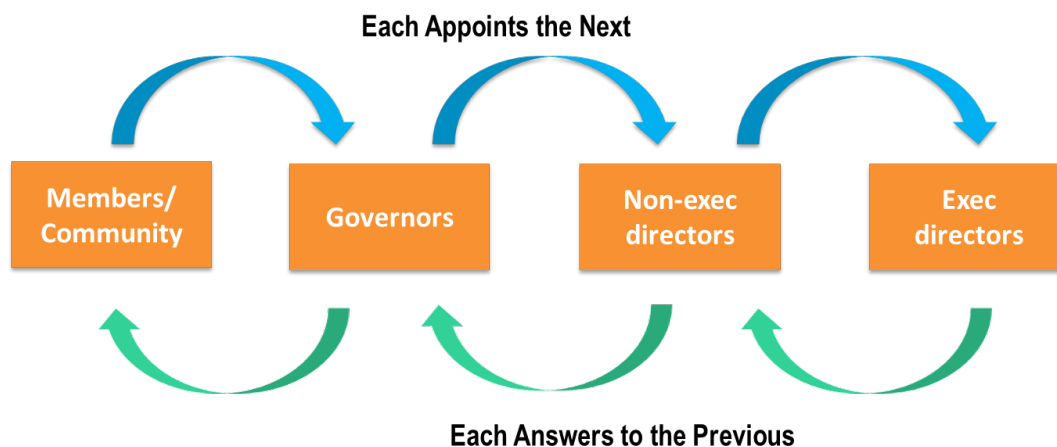 Each Appoints the Next
Members/
Community
Governors
Non-exec
directors
Exec
directors
Each Answers to the Previous